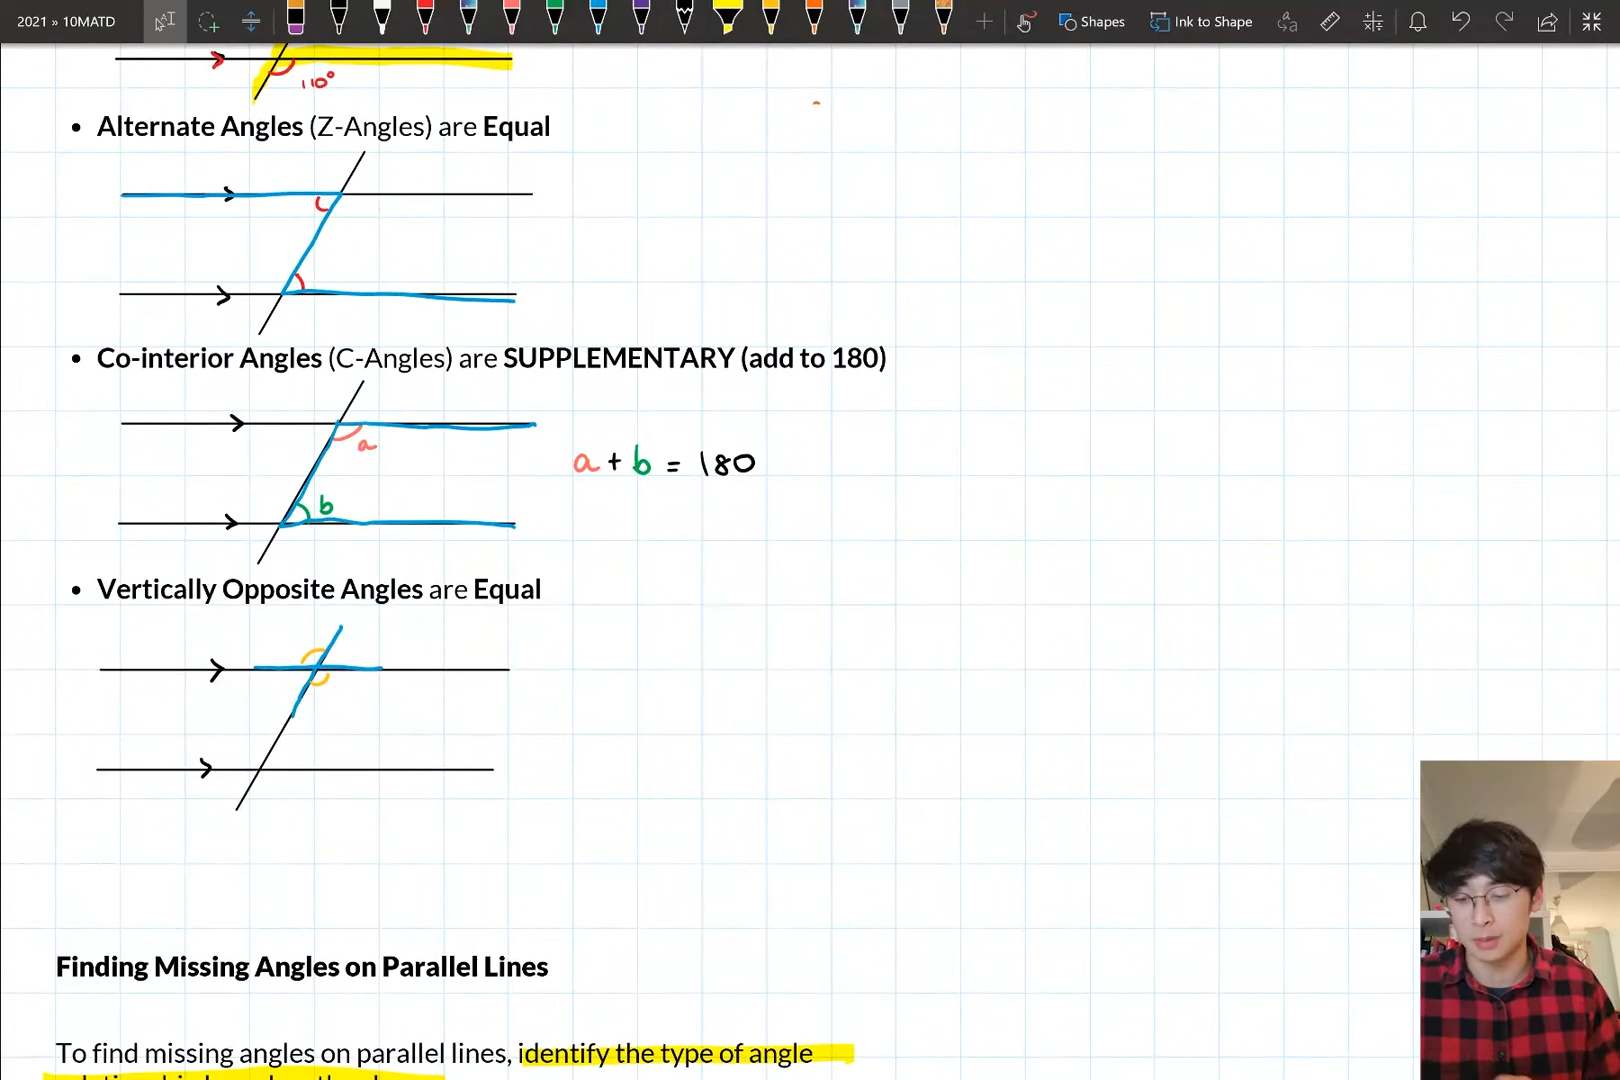 2021 » 10MATD
Shapes
Ink to Shape
110°
• Alternate Angles (Z-Angles) are Equal
• Co-interior Angles (C-Angles) are SUPPLEMENTARY (add to 180)
a
a + b = 180
b
• Vertically Opposite Angles are Equal
Finding Missing Angles on Parallel Lines
To find missing angles on parallel lines, identify the type of angle